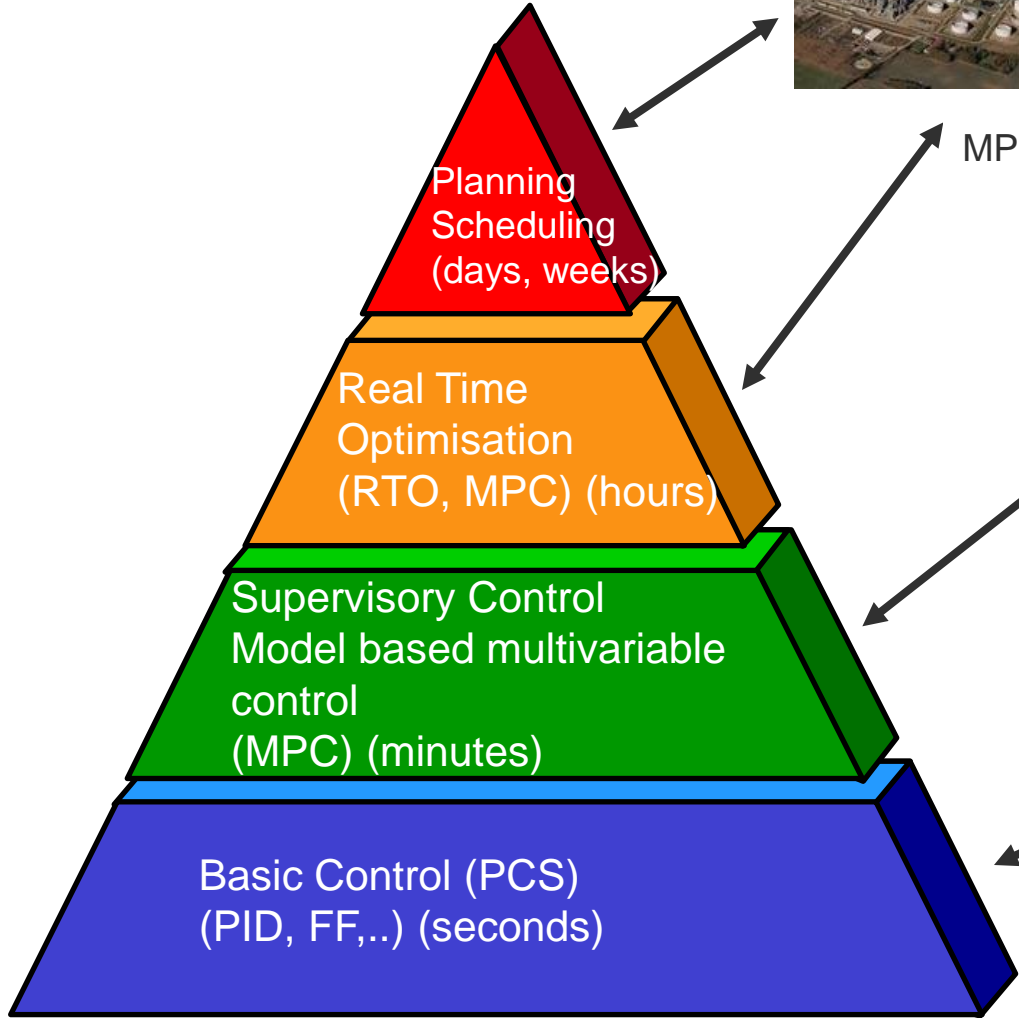 Planning
Scheduling
(days, weeks)
MP
Real Time
Optimisation
(RTO, MPC) (hours)
Supervisory Control
Model based multivariable
control
(MPC) (minutes)
Basic Control (PCS)
(PID, FF,..) (seconds)